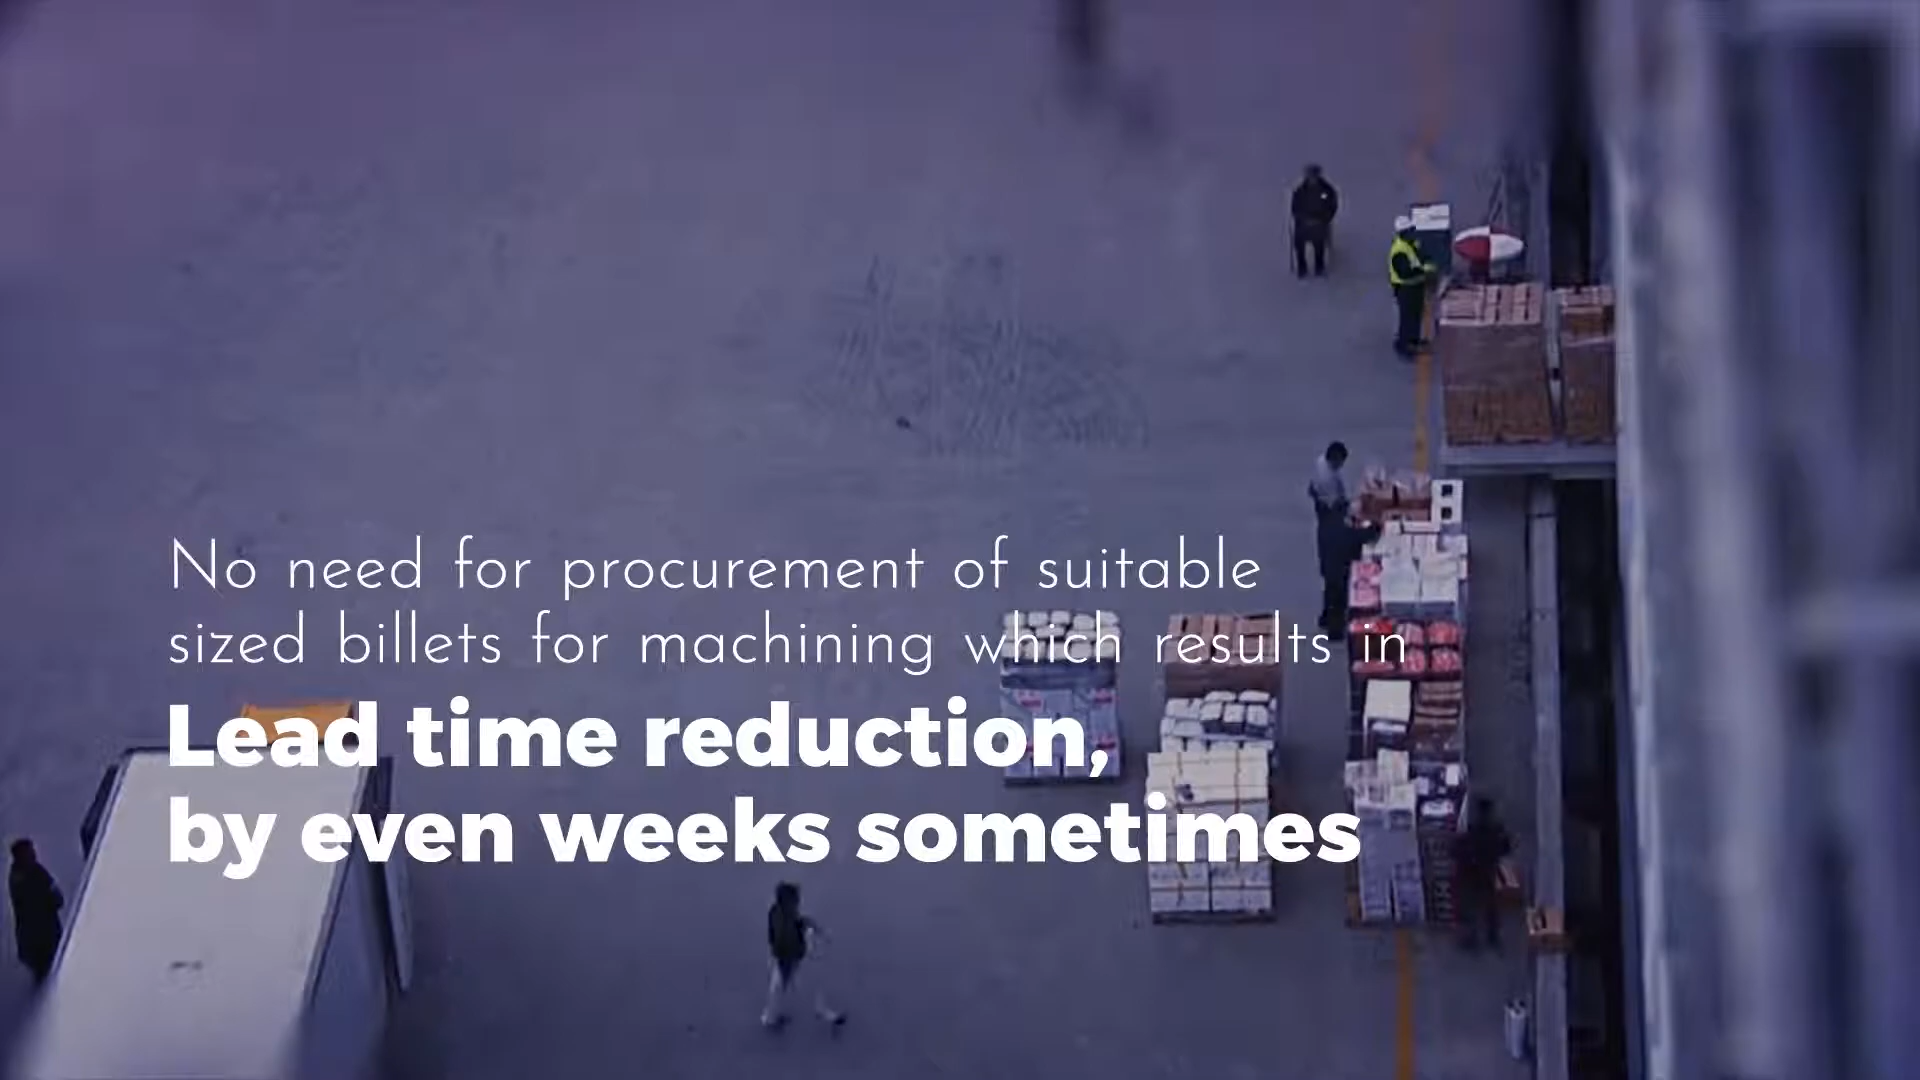 No need for procurement of suitable
sized billets for machining which results in
Lead time reduction,
by even weeks sometimes